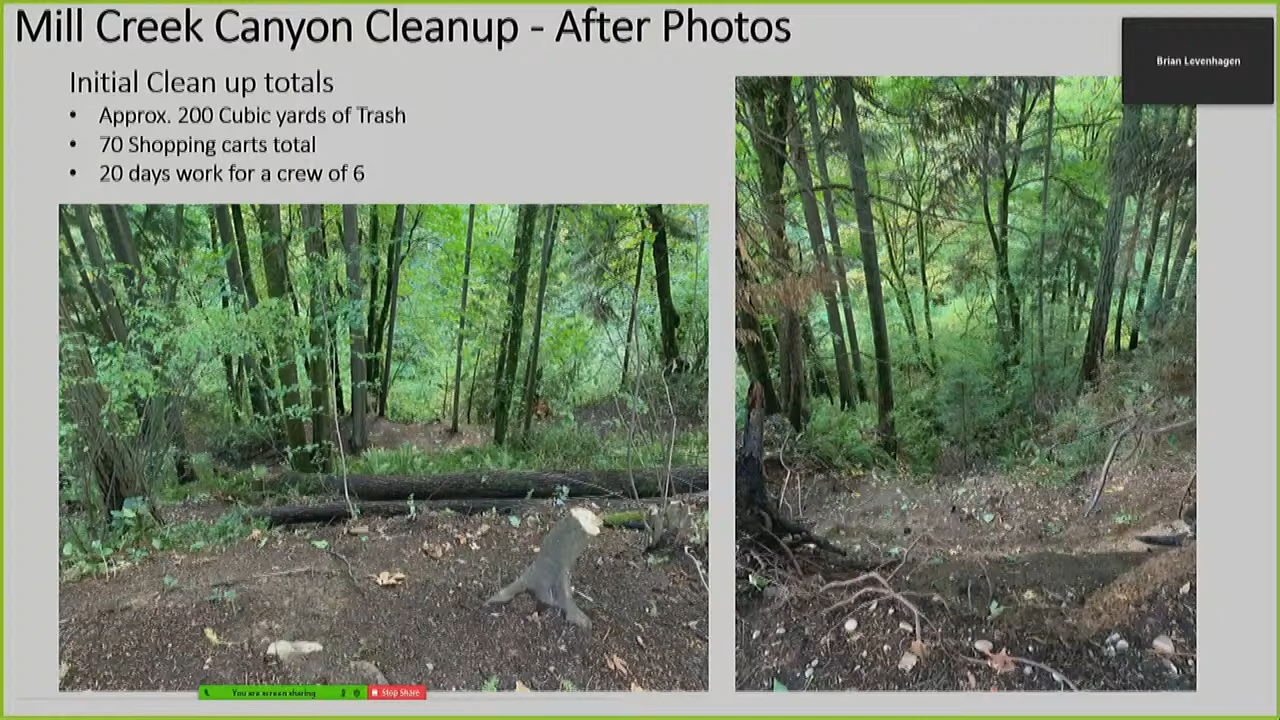 Mill Creek Canyon Cleanup - After Photos
Brian Levenhagen
Initial Clean up totals
• Approx. 200 Cubic yards of Trash
• 70 Shopping carts total
• 20 days work for a crew of 6
You are screen sharing
Stop Share